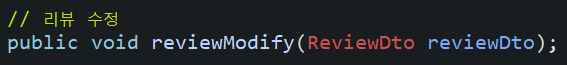 // 리뷰 수정
public void reviewModify(ReviewDto reviewDto);